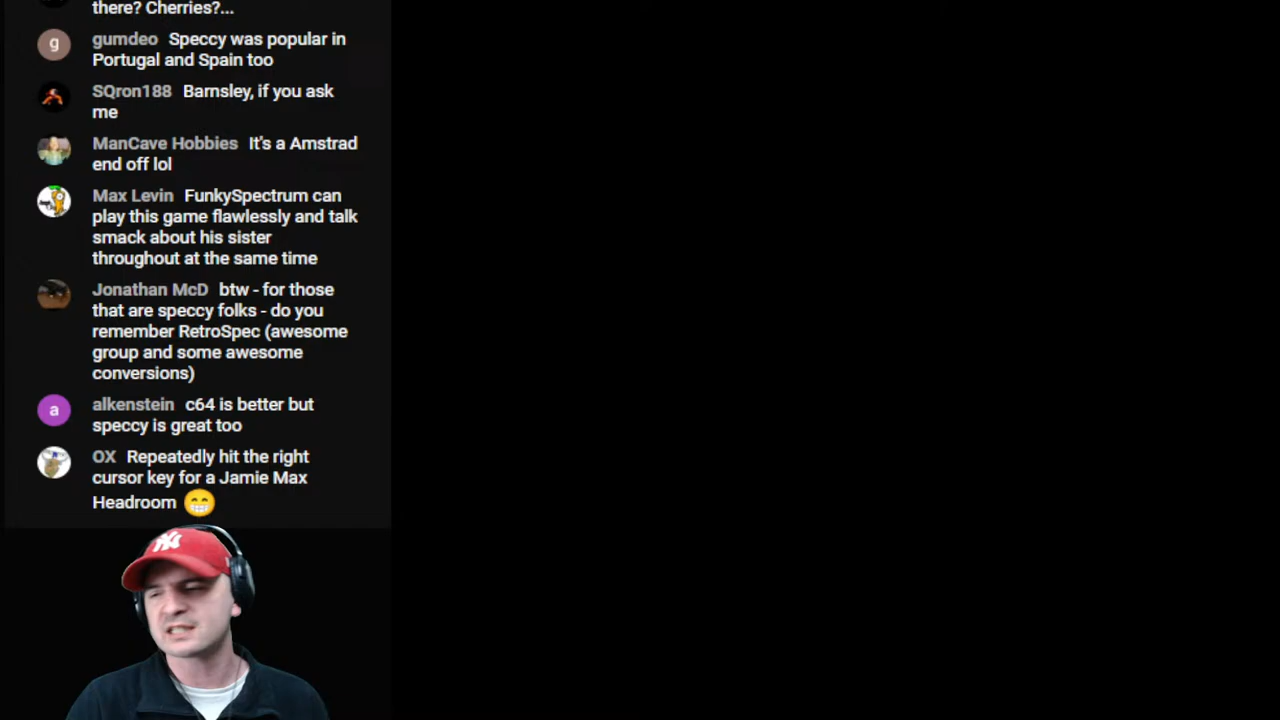 there? Cherries?...
g
gumdeo Speccy was popular in
Portugal and Spain too
SQron188 Barnsley, if you ask
me
ManCave Hobbies It's a Amstrad
end off lol
Max Levin FunkySpectrum can
play this game flawlessly and talk
smack about his sister
throughout at the same time
Jonathan McD btw - for those
that are speccy folks - do you
remember RetroSpec (awesome
group and some awesome
conversions)
a
alkenstein c64 is better but
speccy is great too
OX Repeatedly hit the right
cursor key for a Jamie Max
Headroom 😁
NY